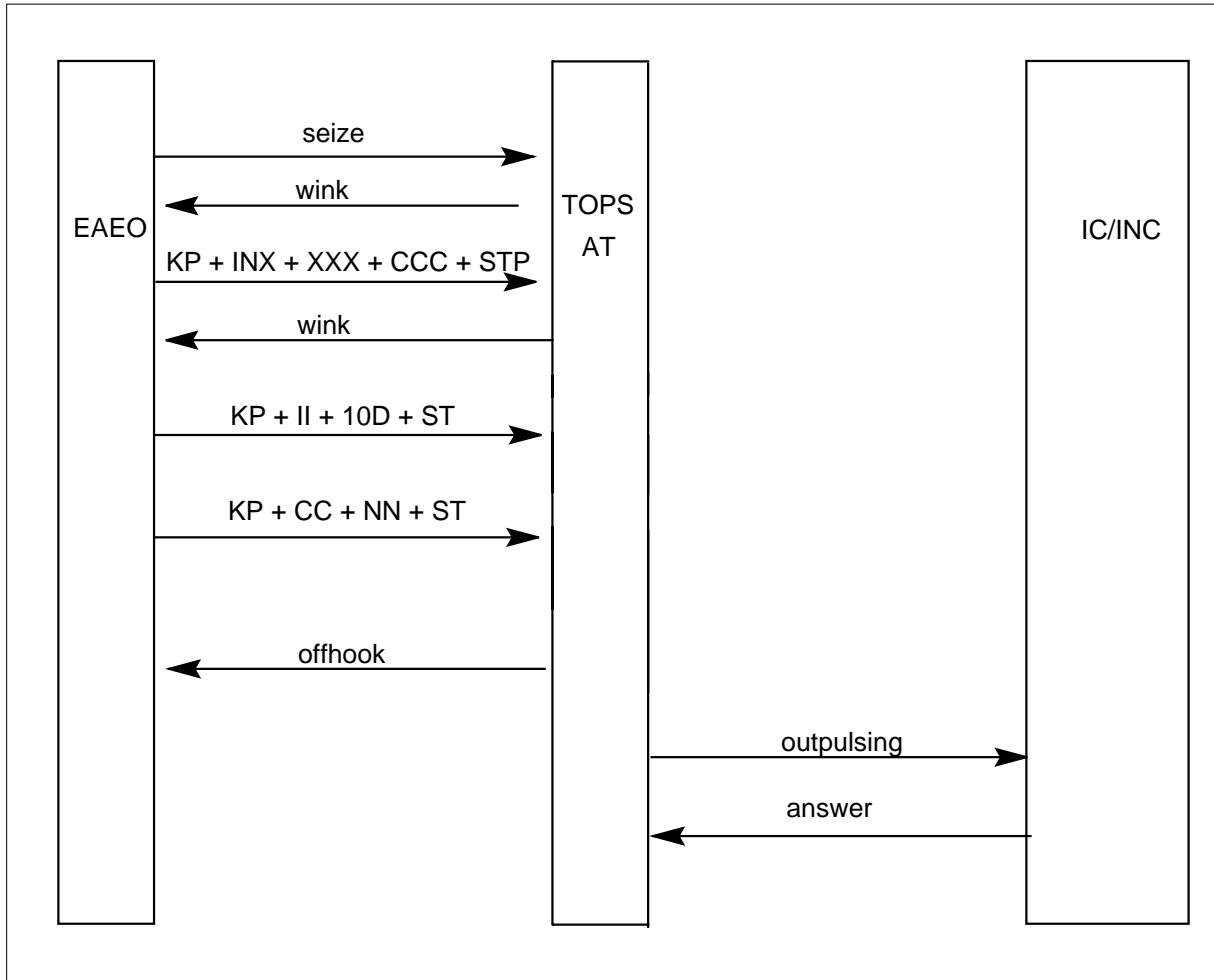 seize
wink
EAEO
TOPS
AT
IC/INC
KP + INX + XXX + CCC + STP
wink
KP + II + 10D + ST
KP + CC + NN + ST
offhook
outpulsing
answer